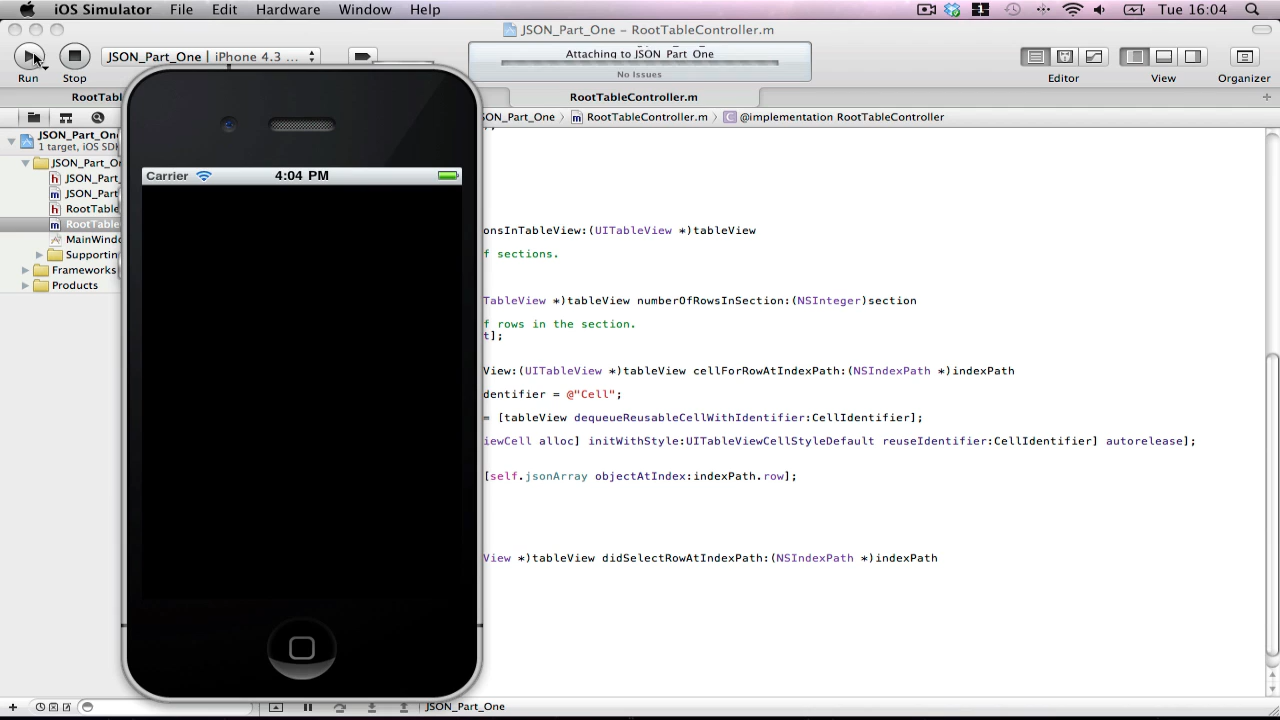 iOS Simulator File Edit Hardware Window Help 1 Tue 16:04
JSON_Part_One – RootTableController.m
JSON_Part_One | iPhone 4.3 ...
Attaching to JSON_Part_One
No Issues
Run Stop Editor View Organizer
RootTabl
RootTableController.m
SON_Part_One RootTableController.m @implementation RootTableController
JSON_Part_One
1 target, iOS SDK
JSON_Part_On
JSON_Part
JSON_Part
RootTable
RootTable
MainWindo
Supportin
Frameworks
Products
Carrier 4:04 PM
onsInTableView:(UITableView *)tableView
f sections.
TableView *)tableView numberOfRowsInSection:(NSInteger)section
f rows in the section.
t];
View:(UITableView *)tableView cellForRowAtIndexPath:(NSIndexPath *)indexPath
dentifier = @"Cell";
= [tableView dequeueReusableCellWithIdentifier:CellIdentifier];
iewCell alloc] initWithStyle:UITableViewCellStyleDefault reuseIdentifier:CellIdentifier] autorelease];
[self.jsonArray objectAtIndex:indexPath.row];
View *)tableView didSelectRowAtIndexPath:(NSIndexPath *)indexPath
JSON_Part_One